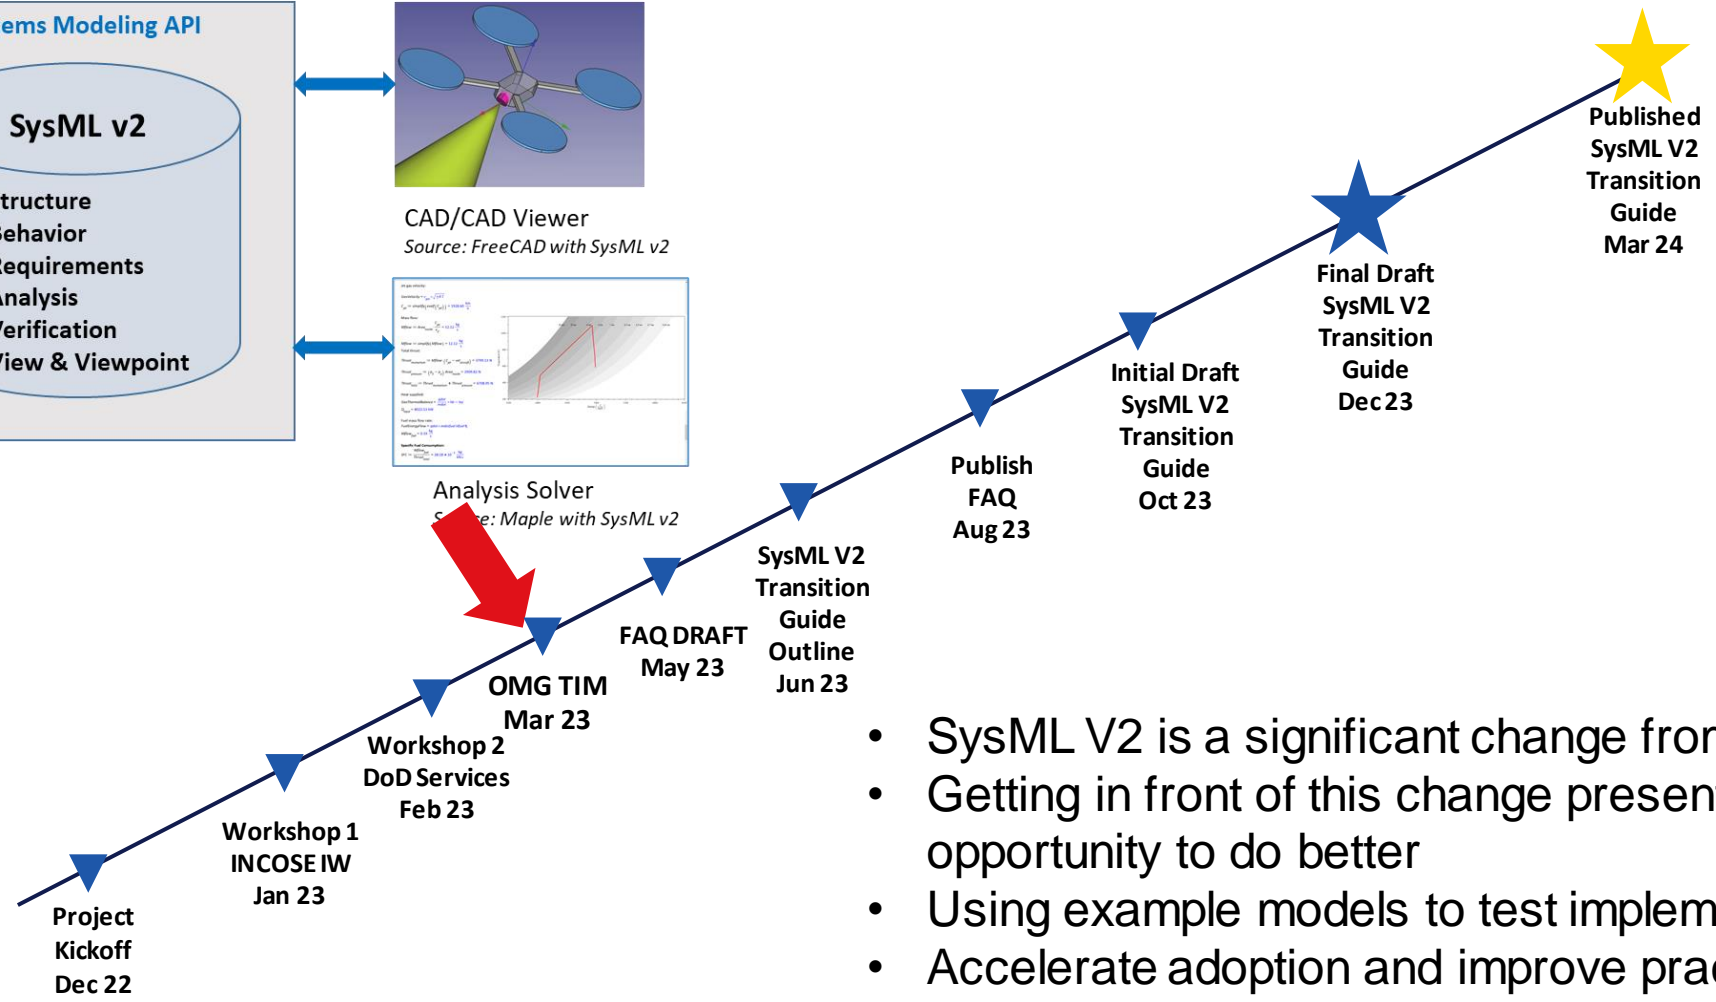 ems Modeling API
SysML v2
tructure
ehavior
equirements
nalysis
erification
iew & Viewpoint
CAD/CAD Viewer
Source: FreeCAD with SysML v2
Analysis Solver
e: Maple with SysML v2
Project
Kickoff
Dec 22
Workshop 1
INCOSE IW
Jan 23
Workshop 2
DoD Services
Feb 23
OMG TIM
Mar 23
FAQ DRAFT
May 23
SysML V2
Transition
Guide
Outline
Jun 23
Publish
FAQ
Aug 23
Initial Draft
SysML V2
Transition
Guide
Oct 23
Final Draft
SysML V2
Transition
Guide
Dec 23
Published
SysML V2
Transition
Guide
Mar 24
• SysML V2 is a significant change fro
• Getting in front of this change presen
opportunity to do better
• Using example models to test implem
• Accelerate adoption and improve pra